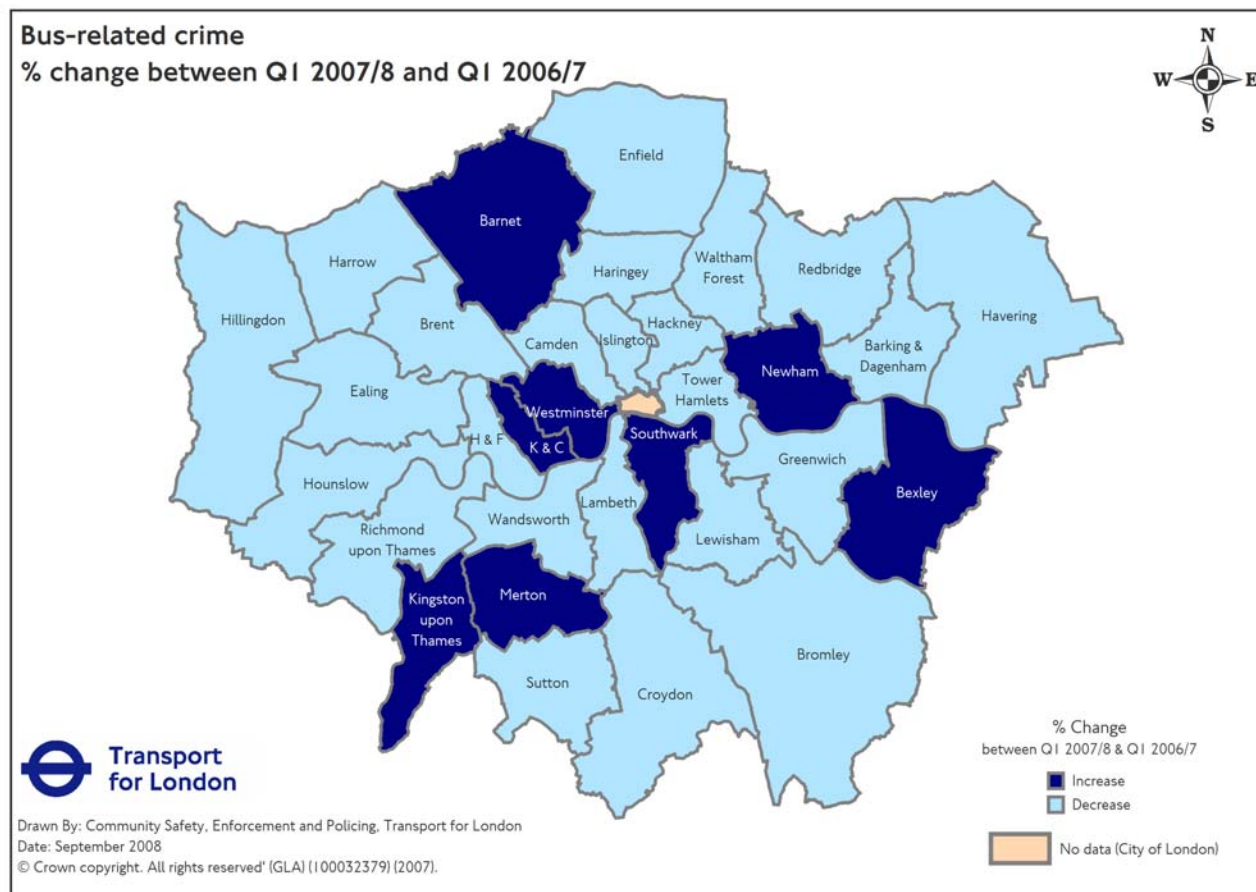 Bus-related crime
% change between Q1 2007/8 and Q1 2006/7
N
W
E
S
Enfield
Barnet
Harrow
Haringey
Waltham
Forest
Redbridge
Hillingdon
Brent
Camden
Islington
Hackney
Havering
Barking &
Dagenham
Ealing
Newham
Tower
Hamlets
Westminster
H & F
K & C
Southwark
Greenwich
Bexley
Hounslow
Richmond
upon Thames
Wandsworth
Lambeth
Lewisham
Kingston
upon
Thames
Merton
Sutton
Croydon
Bromley
% Change
between Q1 2007/8 & Q1 2006/7
Increase
Decrease
No data (City of London)
Transport
for London
Drawn By: Community Safety, Enforcement and Policing, Transport for London
Date: September 2008
© Crown copyright. All rights reserved' (GLA) (100032379) (2007).